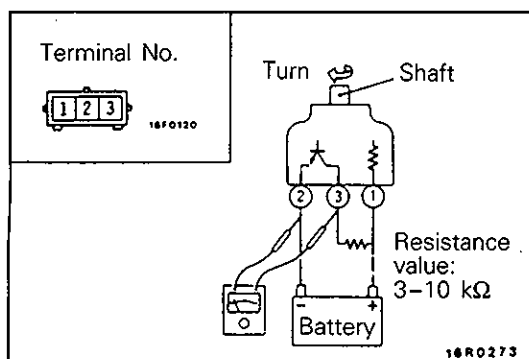 Terminal No.
1 2 3
16F0120
Turn
Shaft
2 3 1
Resistance
value:
3–10 kΩ
- +
Battery
16R0273